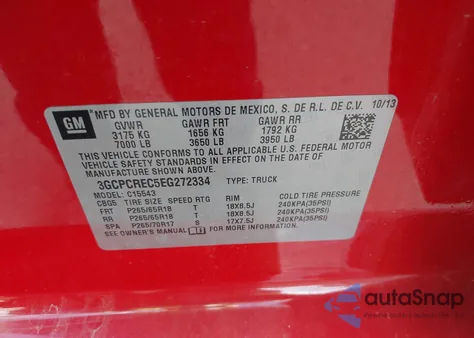 GM
MFD BY GENERAL MOTORS DE MEXICO, S. DE R.L. DE C.V. 10/13
GVWR GAWR FRT GAWR RR
3175 KG 1656 KG 1792 KG
7000 LB 3650 LB 3950 LB
THIS VEHICLE CONFORMS TO ALL APPLICABLE U.S. FEDERAL MOTOR
VEHICLE SAFETY AND THEFT PREVENTION STANDARDS IN EFFECT ON THE
DATE OF MANUFACTURE SHOWN ABOVE.
3GCPCREC5EG272334 TYPE: TRUCK
MODEL: C15543
CBG5 TIRE SIZE SPEED RTG RIM COLD TIRE PRESSURE
FRT P265/65R18 T 18X8.5J 240KPA(35PSI)
RR P265/65R18 T 18X8.5J 240KPA(35PSI)
SPA P265/70R17 S 17X7.5J 240KPA(35PSI)
SEE OWNER'S MANUAL FOR MORE INFORMATION.
autoSnap